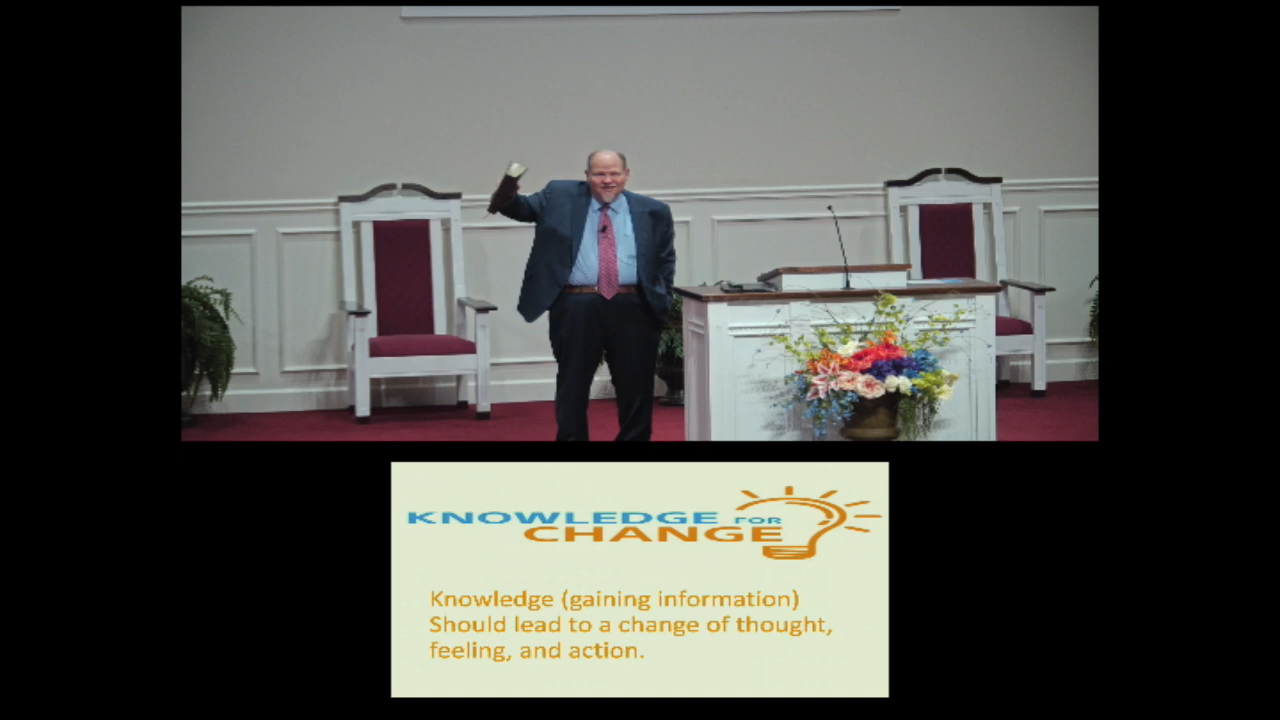 KNOWLEDGE FOR
CHANGE
Knowledge (gaining information)
Should lead to a change of thought,
feeling, and action.